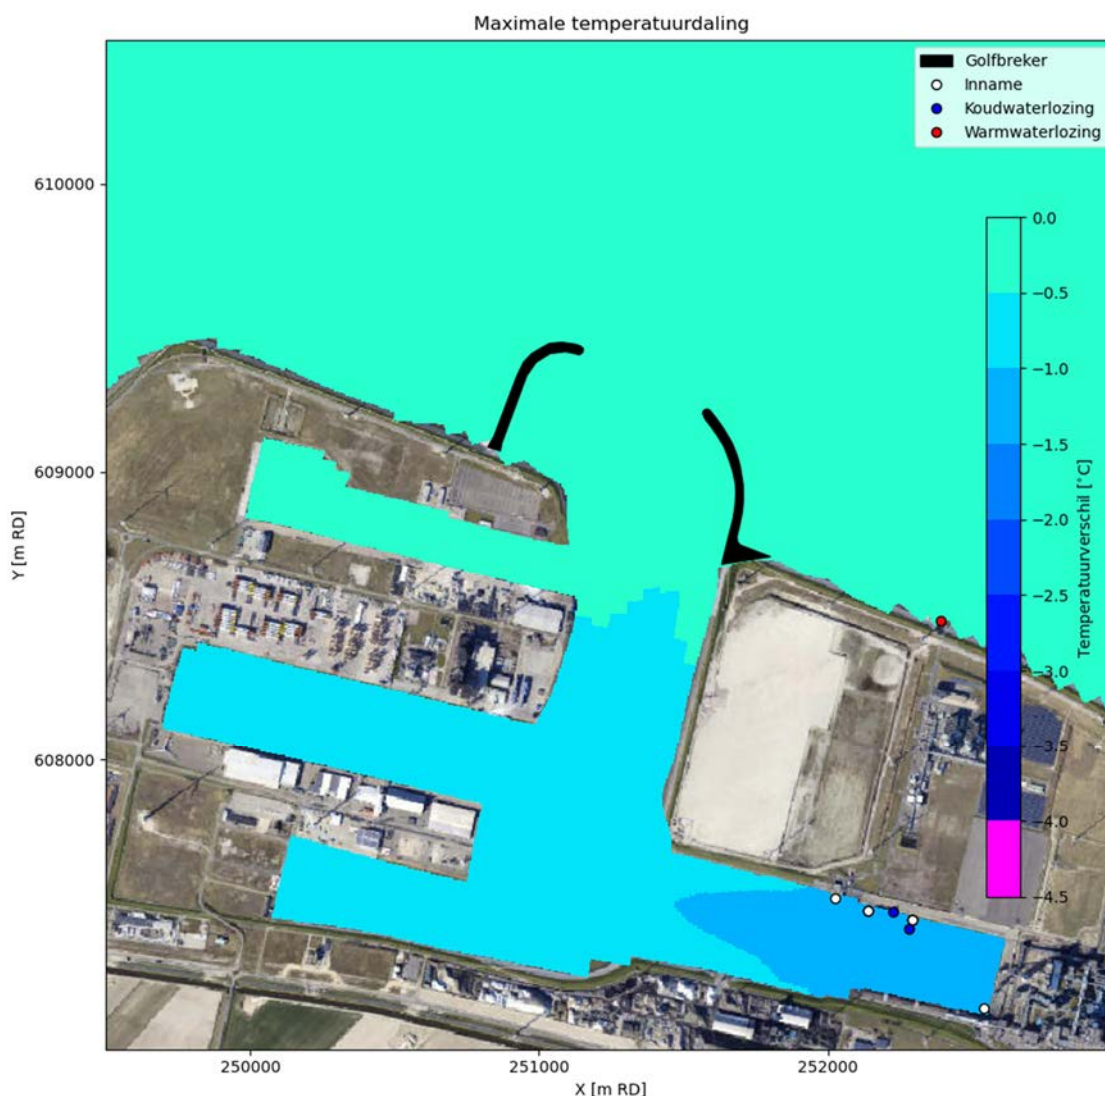 Maximale temperatuurdaling
Golfbreker
Inname
Koudwaterlozing
Warmwaterlozing
610000
609000
608000
Y [m RD]
0.0
−0.5
−1.0
−1.5
−2.0
−2.5
−3.0
−3.5
−4.0
−4.5
Temperatuurverschil [°C]
250000
251000
252000
X [m RD]